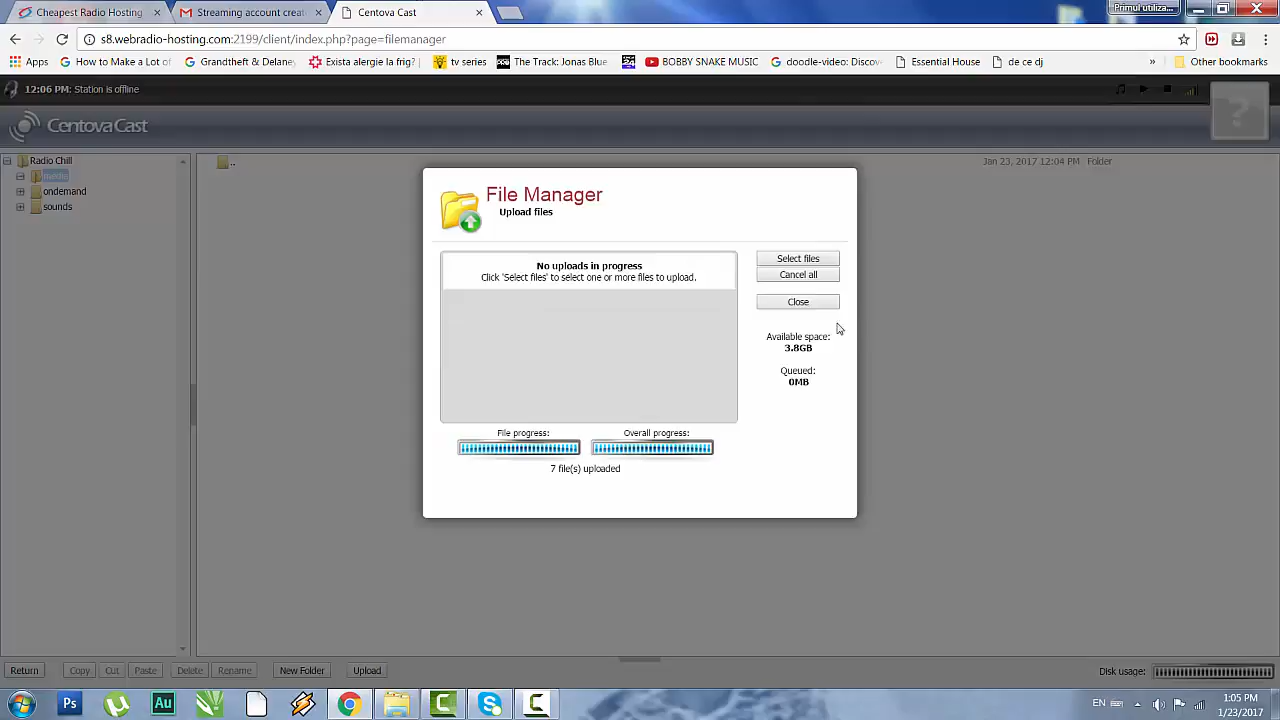 Cheapest Radio Hosting
Streaming account creat
Centova Cast
Primul utiliza...
s8.webradio-hosting.com:2199/client/index.php?page=filemanager
Apps
How to Make a Lot of
Grandtheft & Delaney
Exista alergie la frig?
tv series
The Track: Jonas Blue
BOBBY SNAKE MUSIC
doodle-video: Discov
Essential House
de ce dj
»
Other bookmarks
12:06 PM: Station is offline
CentovaCast
Radio Chill
media
ondemand
sounds
..
Jan 23, 2017 12:04 PM Folder
File Manager
Upload files
No uploads in progress
Click 'Select files' to select one or more files to upload.
Select files
Cancel all
Close
Available space:
3.8GB
Queued:
0MB
File progress:
Overall progress:
7 file(s) uploaded
Return
Copy
Cut
Paste
Delete
Rename
New Folder
Upload
Disk usage:
Ps
Au
EN
1:05 PM
1/23/2017